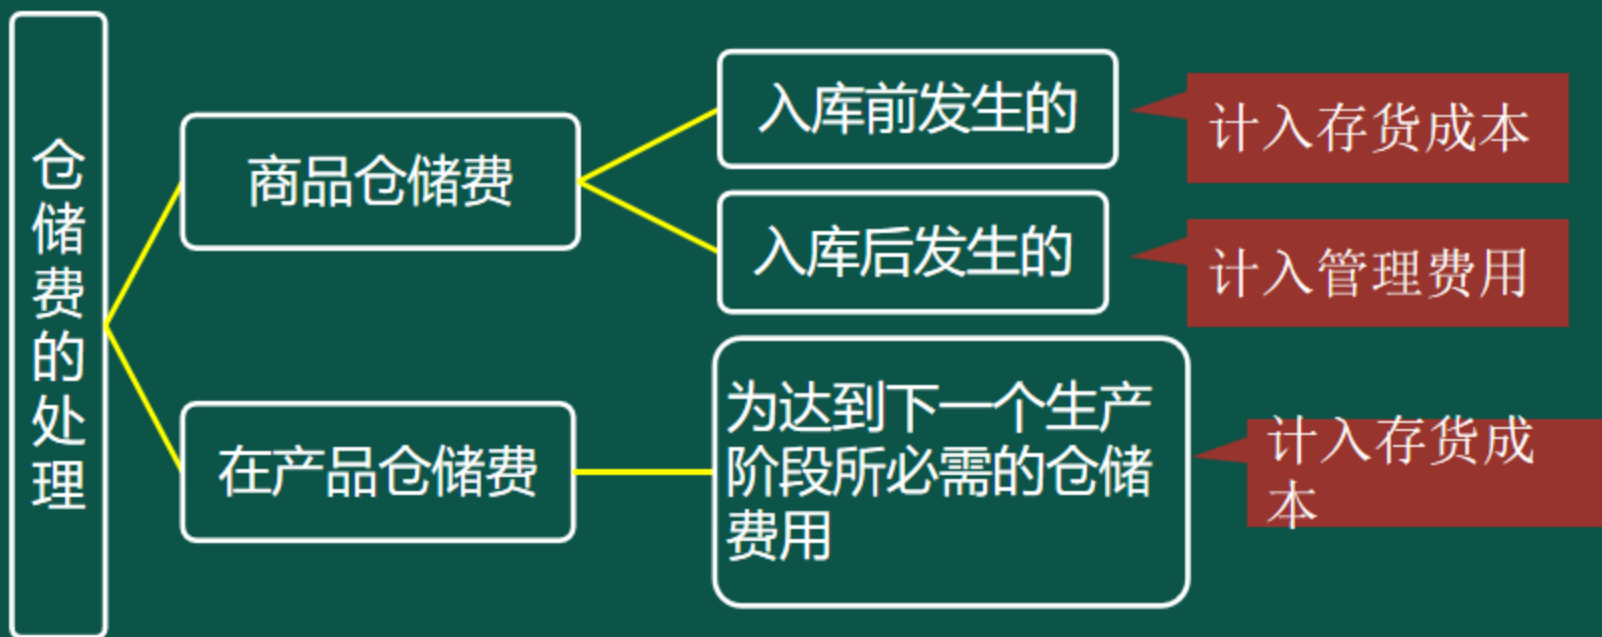 仓储费的处理
商品仓储费
入库前发生的
计入存货成本
入库后发生的
计入管理费用
在产品仓储费
为达到下一个生产
阶段所必需的仓储
费用
计入存货成
本